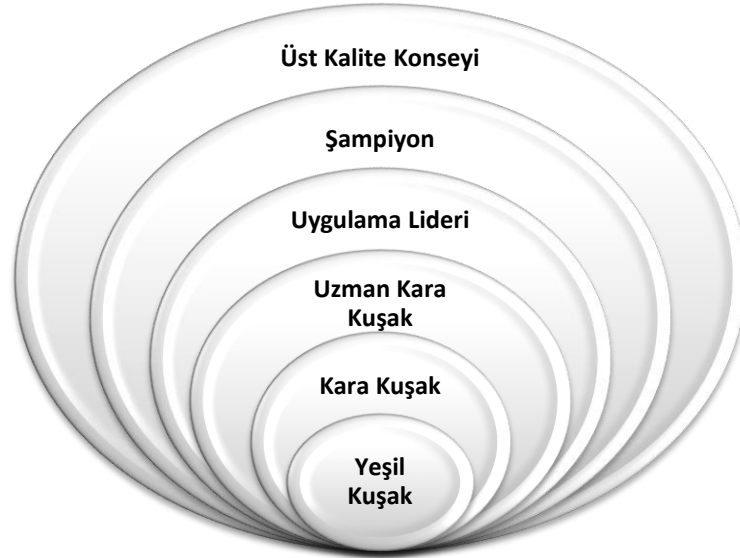 Üst Kalite Konseyi
Şampiyon
Uygulama Lideri
Uzman Kara
Kuşak
Kara Kuşak
Yeşil
Kuşak